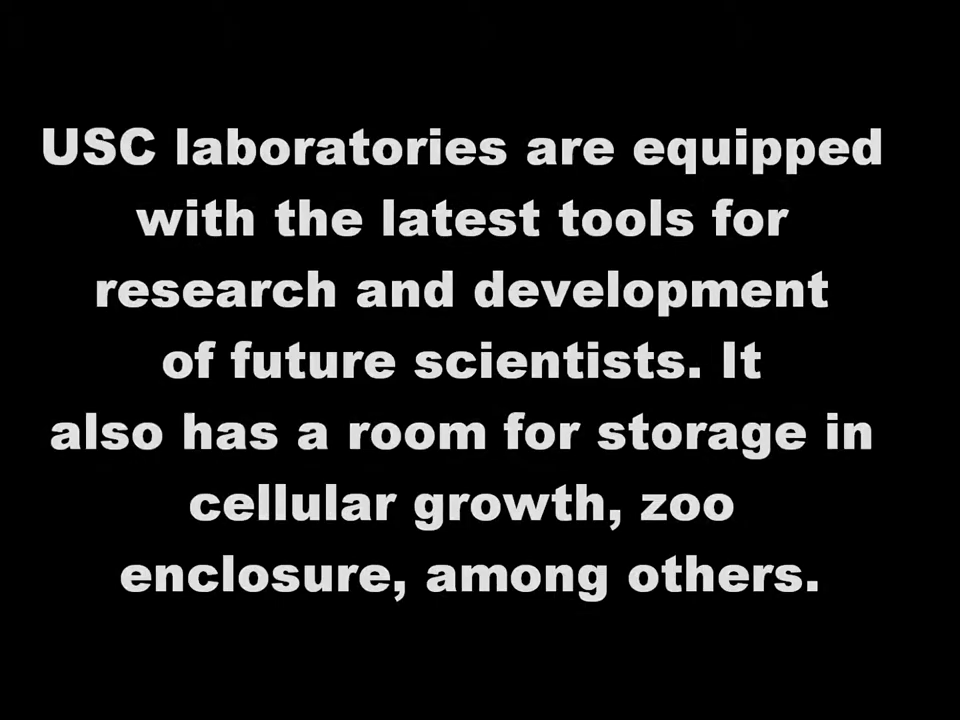 USC laboratories are equipped
with the latest tools for
research and development
of future scientists. It
also has a room for storage in
cellular growth, zoo
enclosure, among others.